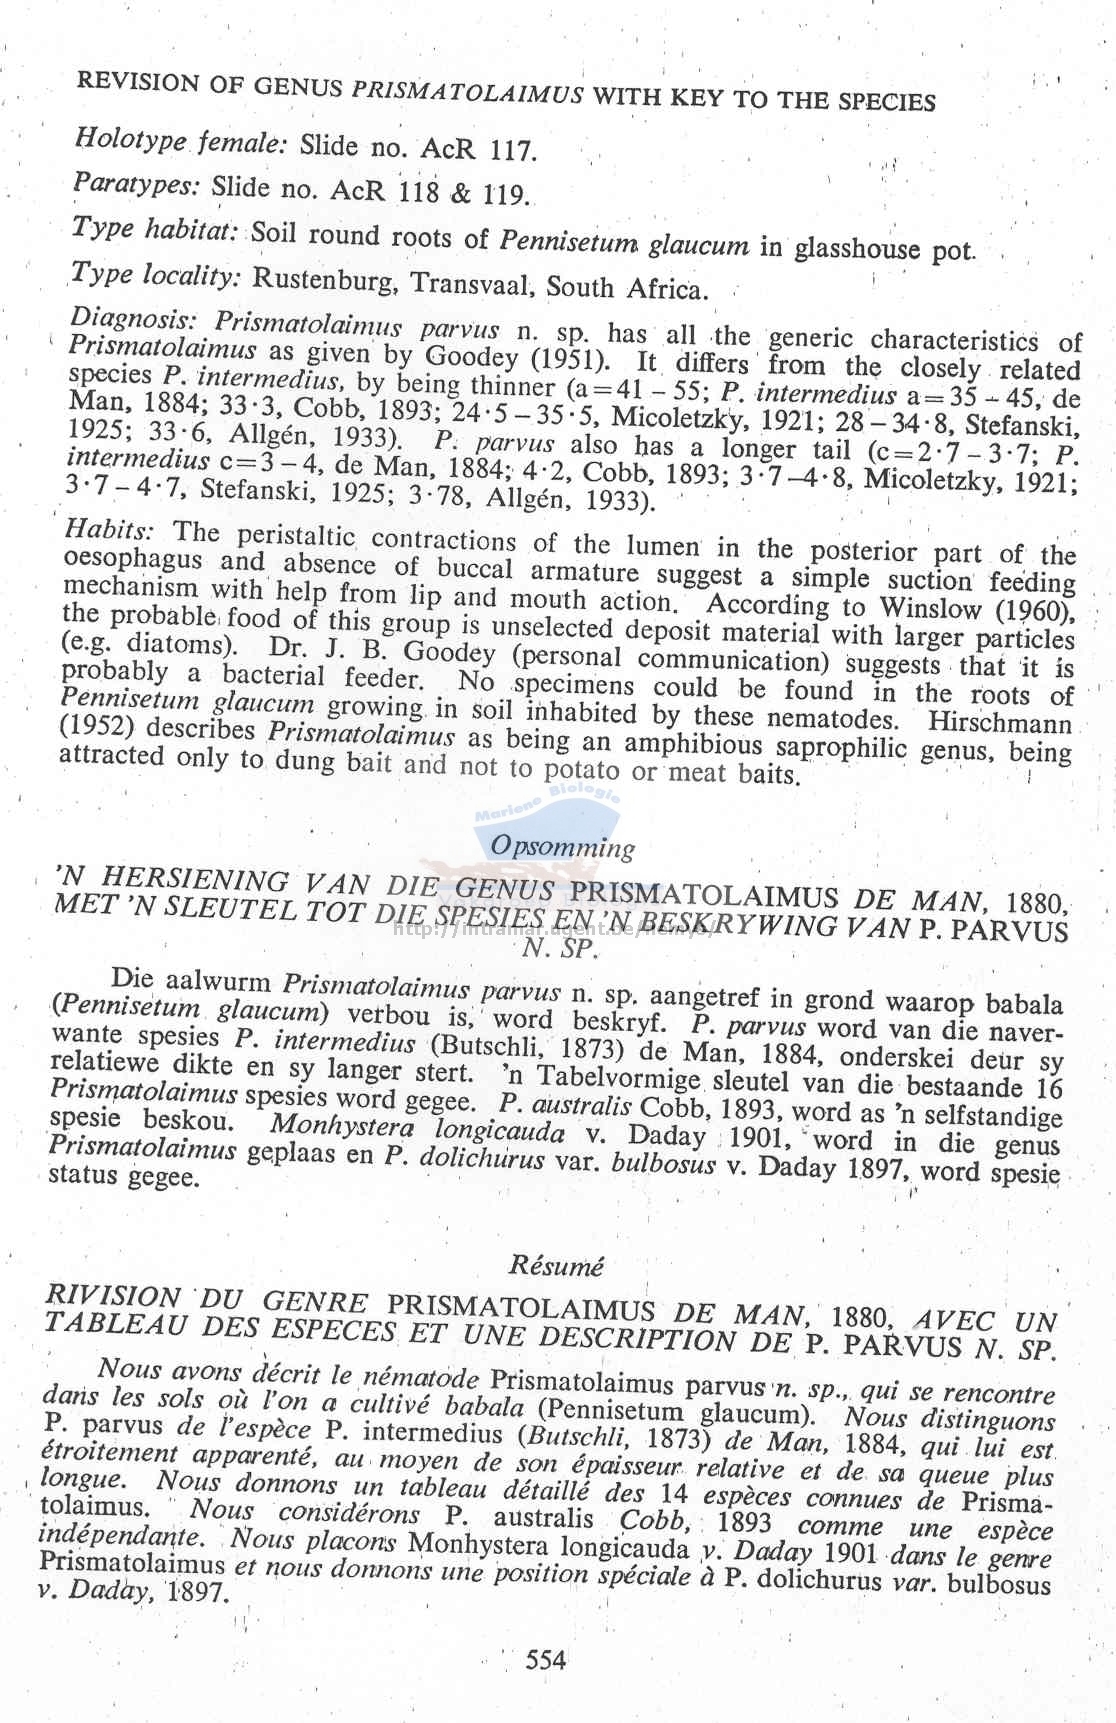 REVISION OF GENUS PRISMATOLAIMUS WITH KEY TO THE SPECIES
Holotype female: Slide no. AcR 117.
Paratypes: Slide no. AcR 118 & 119.
Type habitat: Soil round roots of Pennisetum glaucum in glasshouse pot.
Type locality: Rustenburg, Transvaal, South Africa.
Diagnosis: Prismatolaimus parvus n. sp. has all the generic characteristics of
Prismatolaimus as given by Goodey (1951). It differs from the closely related
species P. intermedius, by being thinner (a=41 – 55; P. intermedius a=35 – 45, de
Man, 1884; 33·3, Cobb, 1893; 24·5 – 35·5, Micoletzky, 1921; 28 – 34·8, Stefanski,
1925; 33·6, Allgén, 1933). P. parvus also has a longer tail (c=2·7 – 3·7; P.
intermedius c=3 – 4, de Man, 1884; 4·2, Cobb, 1893; 3·7 – 4·8, Micoletzky, 1921;
3·7 – 4·7, Stefanski, 1925; 3·78, Allgén, 1933).
Habits: The peristaltic contractions of the lumen in the posterior part of the
oesophagus and absence of buccal armature suggest a simple suction feeding
mechanism with help from lip and mouth action. According to Winslow (1960),
the probable food of this group is unselected deposit material with larger particles
(e.g. diatoms). Dr. J. B. Goodey (personal communication) suggests that it is
probably a bacterial feeder. No specimens could be found in the roots of
Pennisetum glaucum growing in soil inhabited by these nematodes. Hirschmann
(1952) describes Prismatolaimus as being an amphibious saprophilic genus, being
attracted only to dung bait and not to potato or meat baits.
Mariene Biologie
Opsomming
'N HERSIENING VAN DIE GENUS PRISMATOLAIMUS DE MAN, 1880,
MET 'N SLEUTEL TOT DIE SPESIES EN 'N BESKRYWING VAN P. PARVUS
http://intramar.ugent.be/nemys/
N. SP.
Die aalwurm Prismatolaimus parvus n. sp. aangetref in grond waarop babala
(Pennisetum glaucum) verbou is, word beskryf. P. parvus word van die naver-
wante spesies P. intermedius (Butschli, 1873) de Man, 1884, onderskei deur sy
relatiewe dikte en sy langer stert. 'n Tabelvormige sleutel van die bestaande 16
Prismatolaimus spesies word gegee. P. australis Cobb, 1893, word as 'n selfstandige
spesie beskou. Monhystera longicauda v. Daday 1901, word in die genus
Prismatolaimus geplaas en P. dolichurus var. bulbosus v. Daday 1897, word spesie
status gegee.
Résumé
RIVISION DU GENRE PRISMATOLAIMUS DE MAN, 1880, AVEC UN
TABLEAU DES ESPECES ET UNE DESCRIPTION DE P. PARVUS N. SP.
Nous avons dècrit le nématode Prismatolaimus parvus n. sp., qui se rencontre
dans les sols où l'on a cultivé babala (Pennisetum glaucum). Nous distinguons
P. parvus de l'espèce P. intermedius (Butschli, 1873) de Man, 1884, qui lui est
étroitement apparenté, au moyen de son épaisseur relative et de sa queue plus
longue. Nous donnons un tableau détaillé des 14 espèces connues de Prisma-
tolaimus. Nous considérons P. australis Cobb, 1893 comme une espèce
indépendante. Nous placons Monhystera longicauda v. Daday 1901 dans le genre
Prismatolaimus et nous donnons une position spéciale à P. dolichurus var. bulbosus
v. Daday, 1897.
554